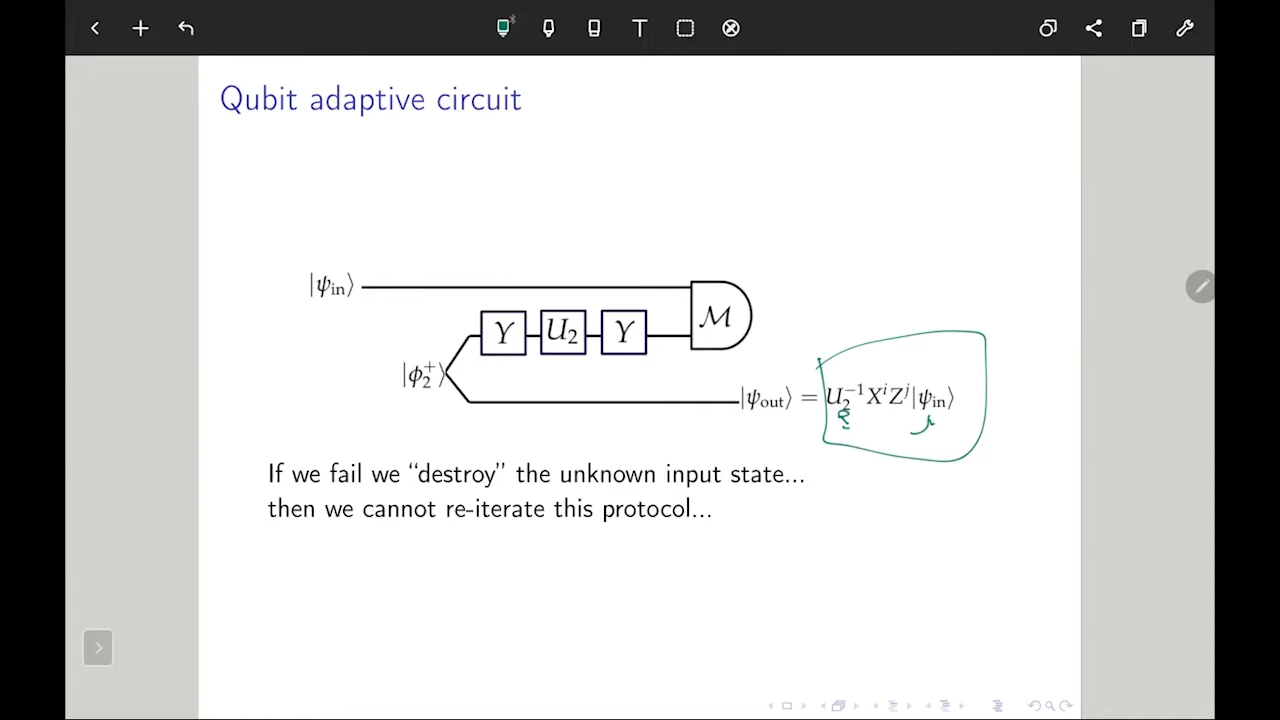 Qubit adaptive circuit
|ψin⟩
Y U₂ Y M
|ϕ₂⁺⟩
|ψout⟩ = U₂⁻¹XⁱZʲ|ψin⟩
If we fail we “destroy” the unknown input state...
then we cannot re-iterate this protocol...